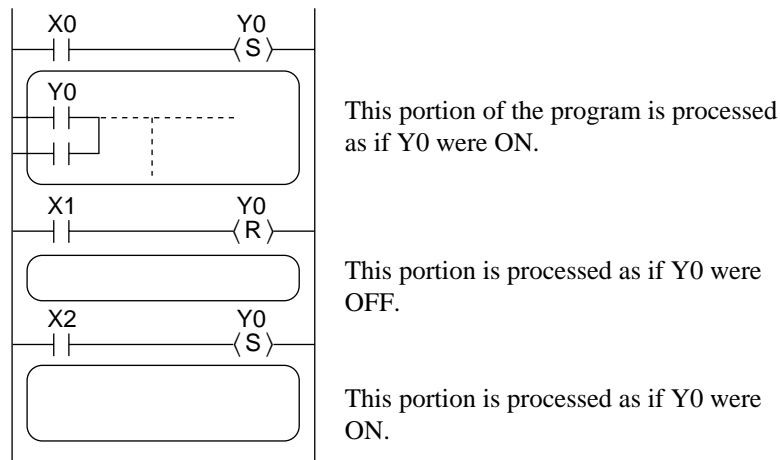 X0 Y0
S
Y0
This portion of the program is processed
as if Y0 were ON.
X1 Y0
R
This portion is processed as if Y0 were
OFF.
X2 Y0
S
This portion is processed as if Y0 were
ON.